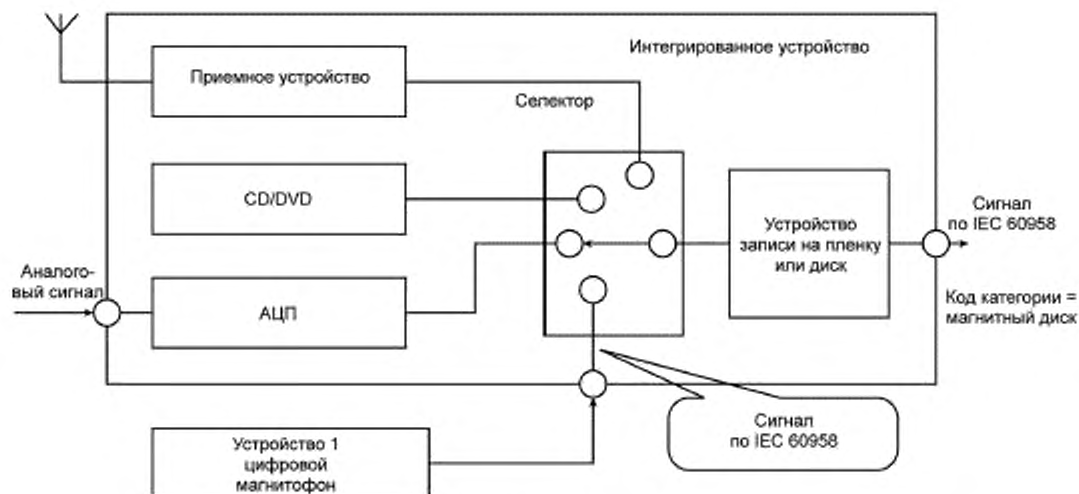 Интегрированное устройство
Приемное устройство
Селектор
CD/DVD
Устройство
записи на пленку
или диск
Сигнал
по IEC 60958
Аналого-
вый сигнал
АЦП
Код категории =
магнитный диск
Сигнал
по IEC 60958
Устройство 1
цифровой
магнитофон